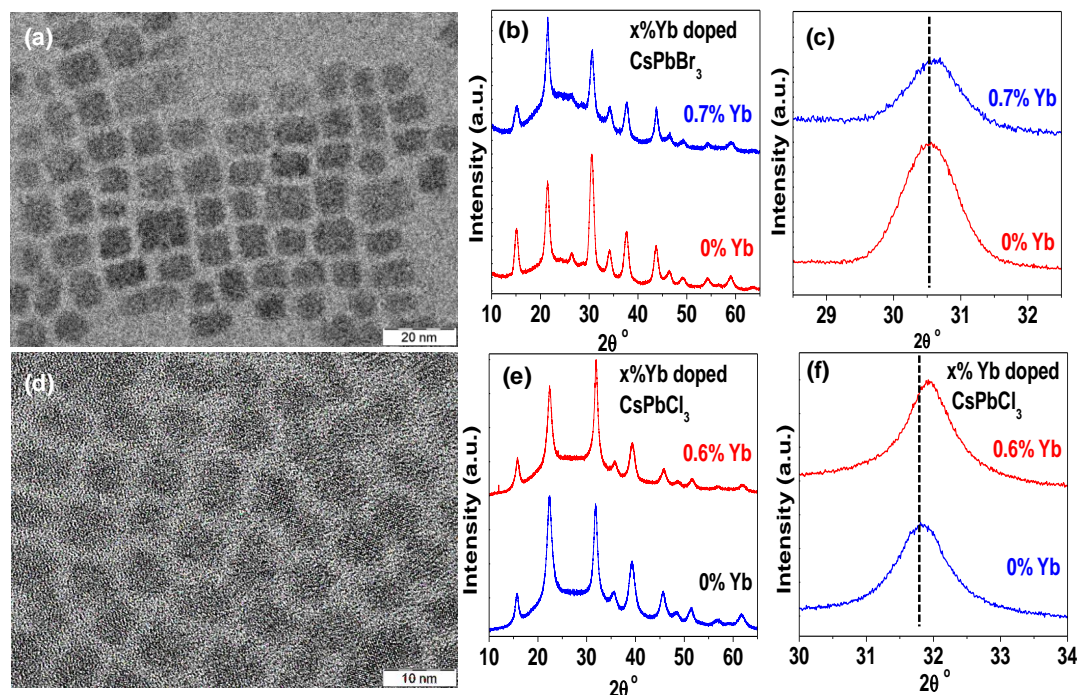 (a)
20 nm
(b)
x%Yb doped
CsPbBr₃
0.7% Yb
0% Yb
Intensity (a.u.)
10 20 30 40 50 60
2θ°
(c)
0.7% Yb
0% Yb
Intensity (a.u.)
29 30 31 32
2θ°
(d)
10 nm
(e)
x%Yb doped
CsPbCl₃
0.6% Yb
0% Yb
Intensity (a.u.)
10 20 30 40 50 60
2θ°
(f)
x% Yb doped
CsPbCl₃
0.6% Yb
0% Yb
Intensity (a.u.)
30 31 32 33 34
2θ°